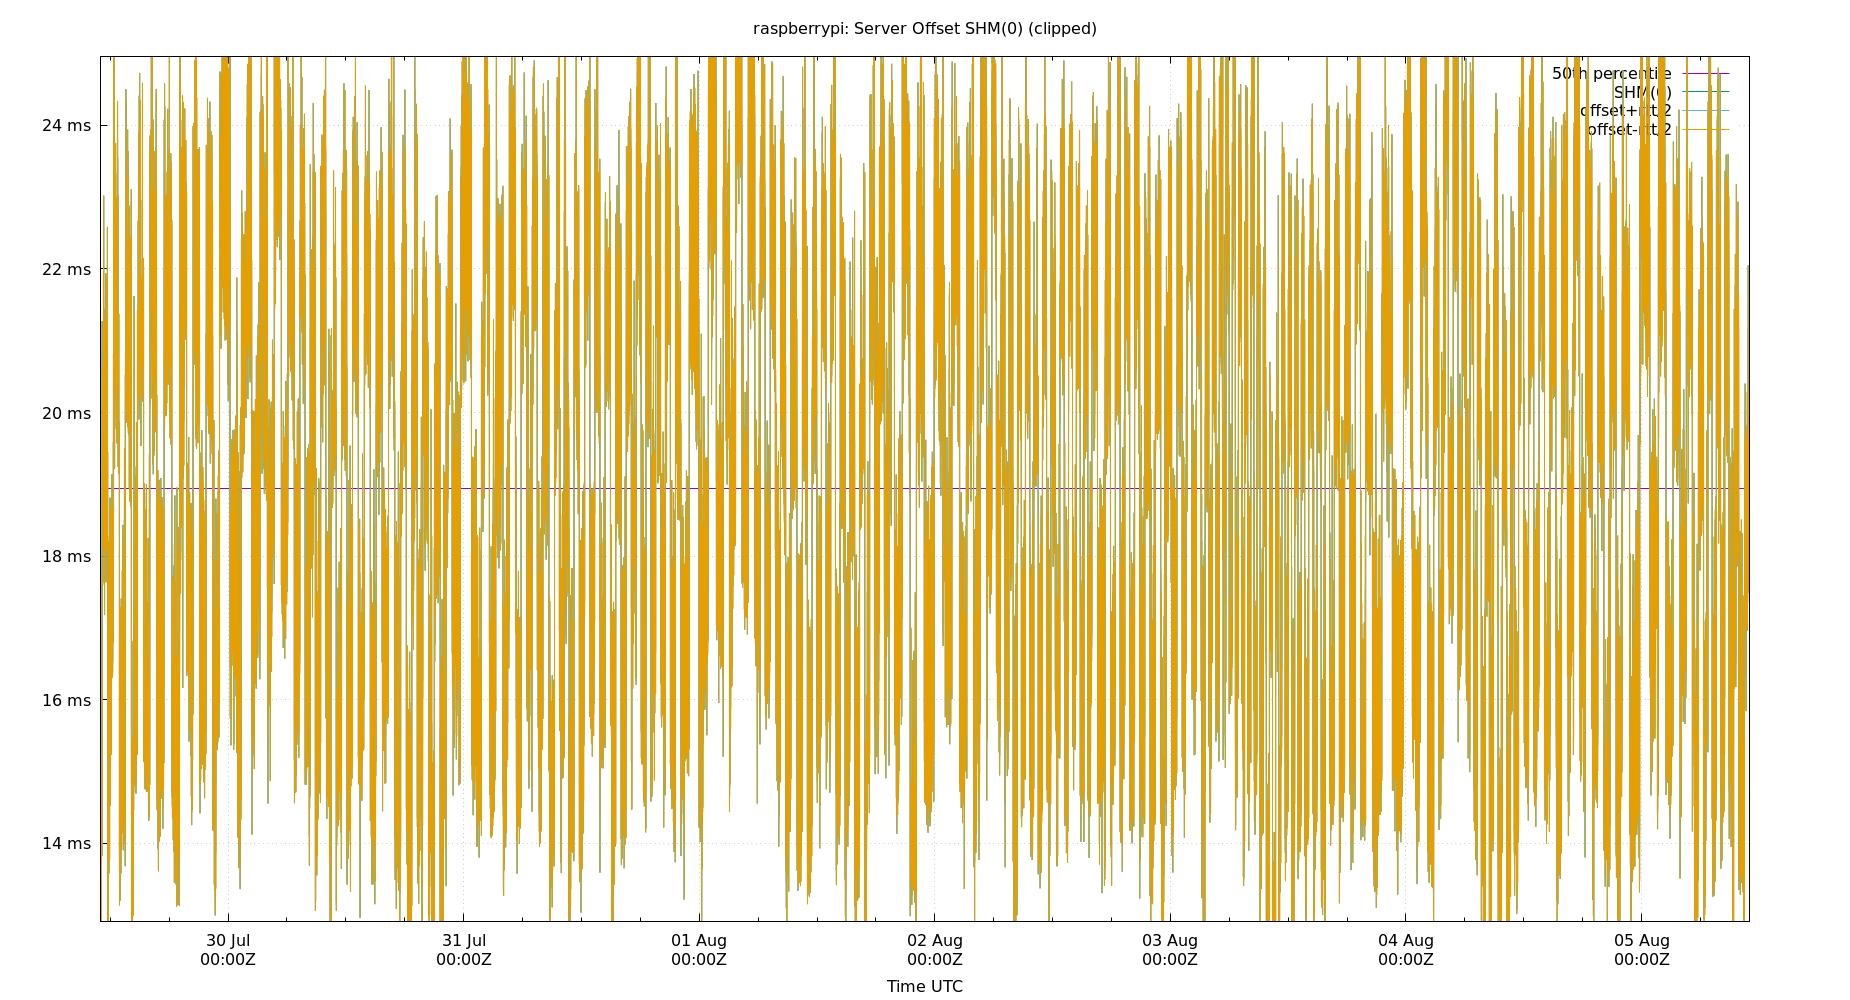 raspberrypi: Server Offset SHM(0) (clipped)
50th percentile
SHM(0)
offset+rtt/2
offset-rtt/2
24 ms
22 ms
20 ms
18 ms
16 ms
14 ms
30 Jul 31 Jul 01 Aug 02 Aug 03 Aug 04 Aug 05 Aug
00:00Z 00:00Z 00:00Z 00:00Z 00:00Z 00:00Z 00:00Z
Time UTC